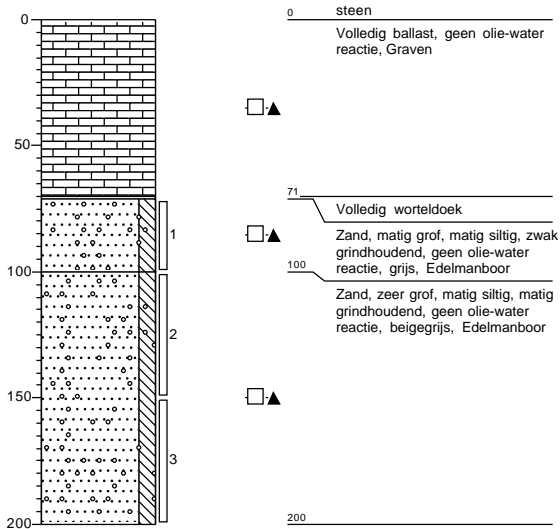 0
0
steen
Volledig ballast, geen olie-water
reactie, Graven
50
71
Volledig worteldoek
1
Zand, matig grof, matig siltig, zwak
grindhoudend, geen olie-water
reactie, grijs, Edelmanboor
100
100
Zand, zeer grof, matig siltig, matig
grindhoudend, geen olie-water
reactie, beigegrijs, Edelmanboor
2
150
3
200
200